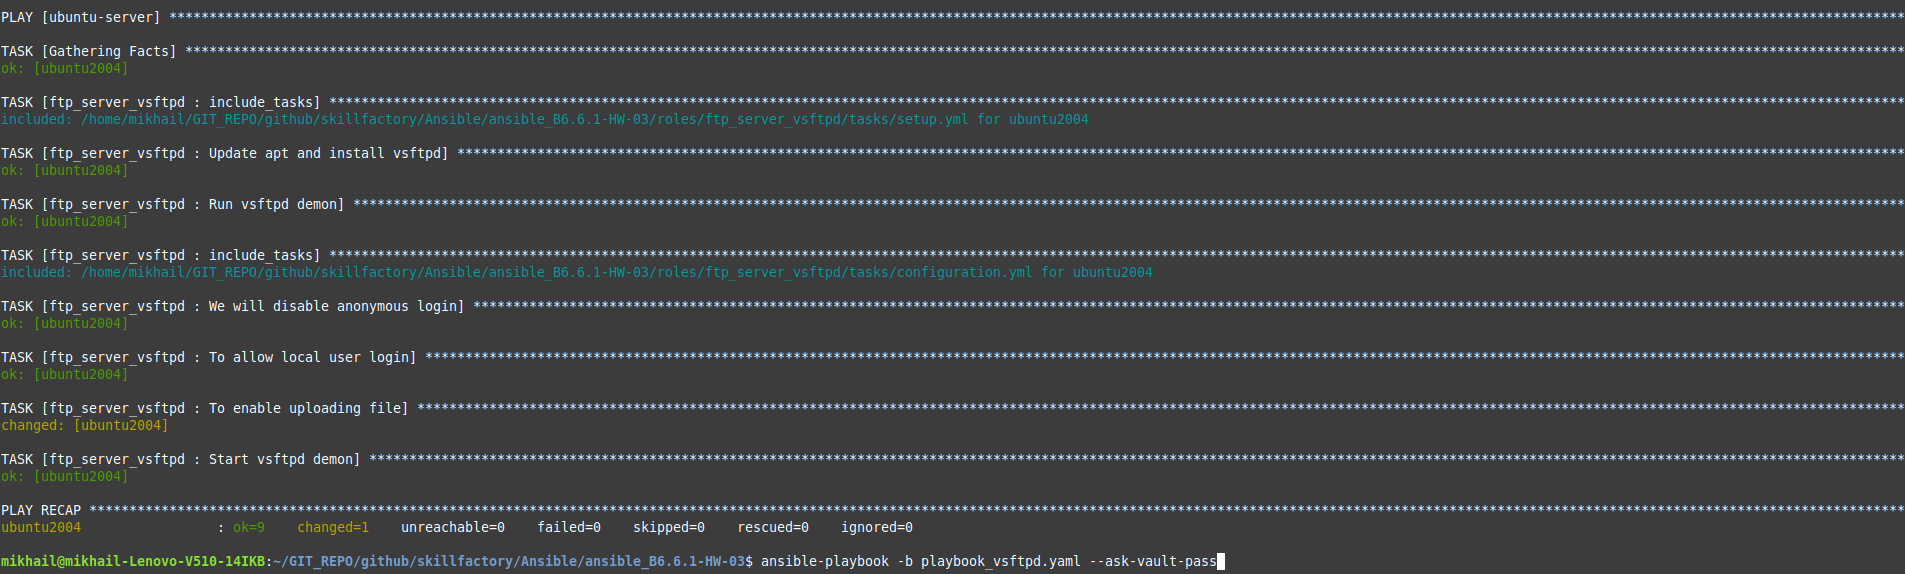 PLAY [ubuntu-server] ****************************************************************************************************************************************************************************************************************************
TASK [Gathering Facts] **************************************************************************************************************************************************************************************************************************
ok: [ubuntu2004]
TASK [ftp_server_vsftpd : include_tasks] ********************************************************************************************************************************************************************************************************
included: /home/mikhail/GIT_REPO/github/skillfactory/Ansible/ansible_B6.6.1-HW-03/roles/ftp_server_vsftpd/tasks/setup.yml for ubuntu2004
TASK [ftp_server_vsftpd : Update apt and install vsftpd] ****************************************************************************************************************************************************************************************
ok: [ubuntu2004]
TASK [ftp_server_vsftpd : Run vsftpd demon] *****************************************************************************************************************************************************************************************************
ok: [ubuntu2004]
TASK [ftp_server_vsftpd : include_tasks] ********************************************************************************************************************************************************************************************************
included: /home/mikhail/GIT_REPO/github/skillfactory/Ansible/ansible_B6.6.1-HW-03/roles/ftp_server_vsftpd/tasks/configuration.yml for ubuntu2004
TASK [ftp_server_vsftpd : We will disable anonymous login] **************************************************************************************************************************************************************************************
ok: [ubuntu2004]
TASK [ftp_server_vsftpd : To allow local user login] ********************************************************************************************************************************************************************************************
ok: [ubuntu2004]
TASK [ftp_server_vsftpd : To enable uploading file] *********************************************************************************************************************************************************************************************
changed: [ubuntu2004]
TASK [ftp_server_vsftpd : Start vsftpd demon] ***************************************************************************************************************************************************************************************************
ok: [ubuntu2004]
PLAY RECAP **************************************************************************************************************************************************************************************************************************************
ubuntu2004                 : ok=9    changed=1    unreachable=0    failed=0    skipped=0    rescued=0    ignored=0
mikhail@mikhail-Lenovo-V510-14IKB:~/GIT_REPO/github/skillfactory/Ansible/ansible_B6.6.1-HW-03$ ansible-playbook -b playbook_vsftpd.yaml --ask-vault-pass